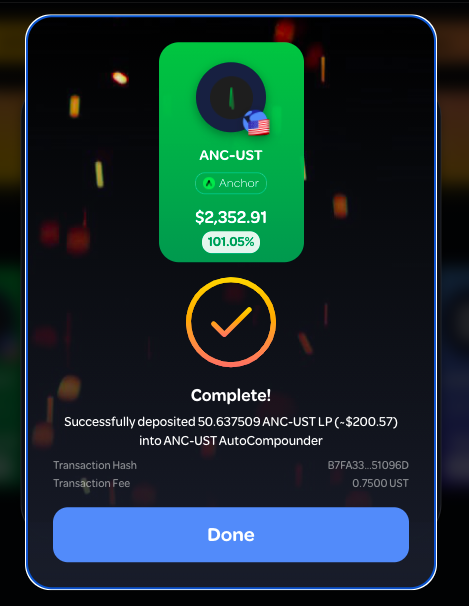 ANC-UST
Anchor
$2,352.91
101.05%
Complete!
Successfully deposited 50.637509 ANC-UST LP (~$200.57)
into ANC-UST AutoCompounder
Transaction Hash B7FA33...51096D
Transaction Fee 0.7500 UST
Done